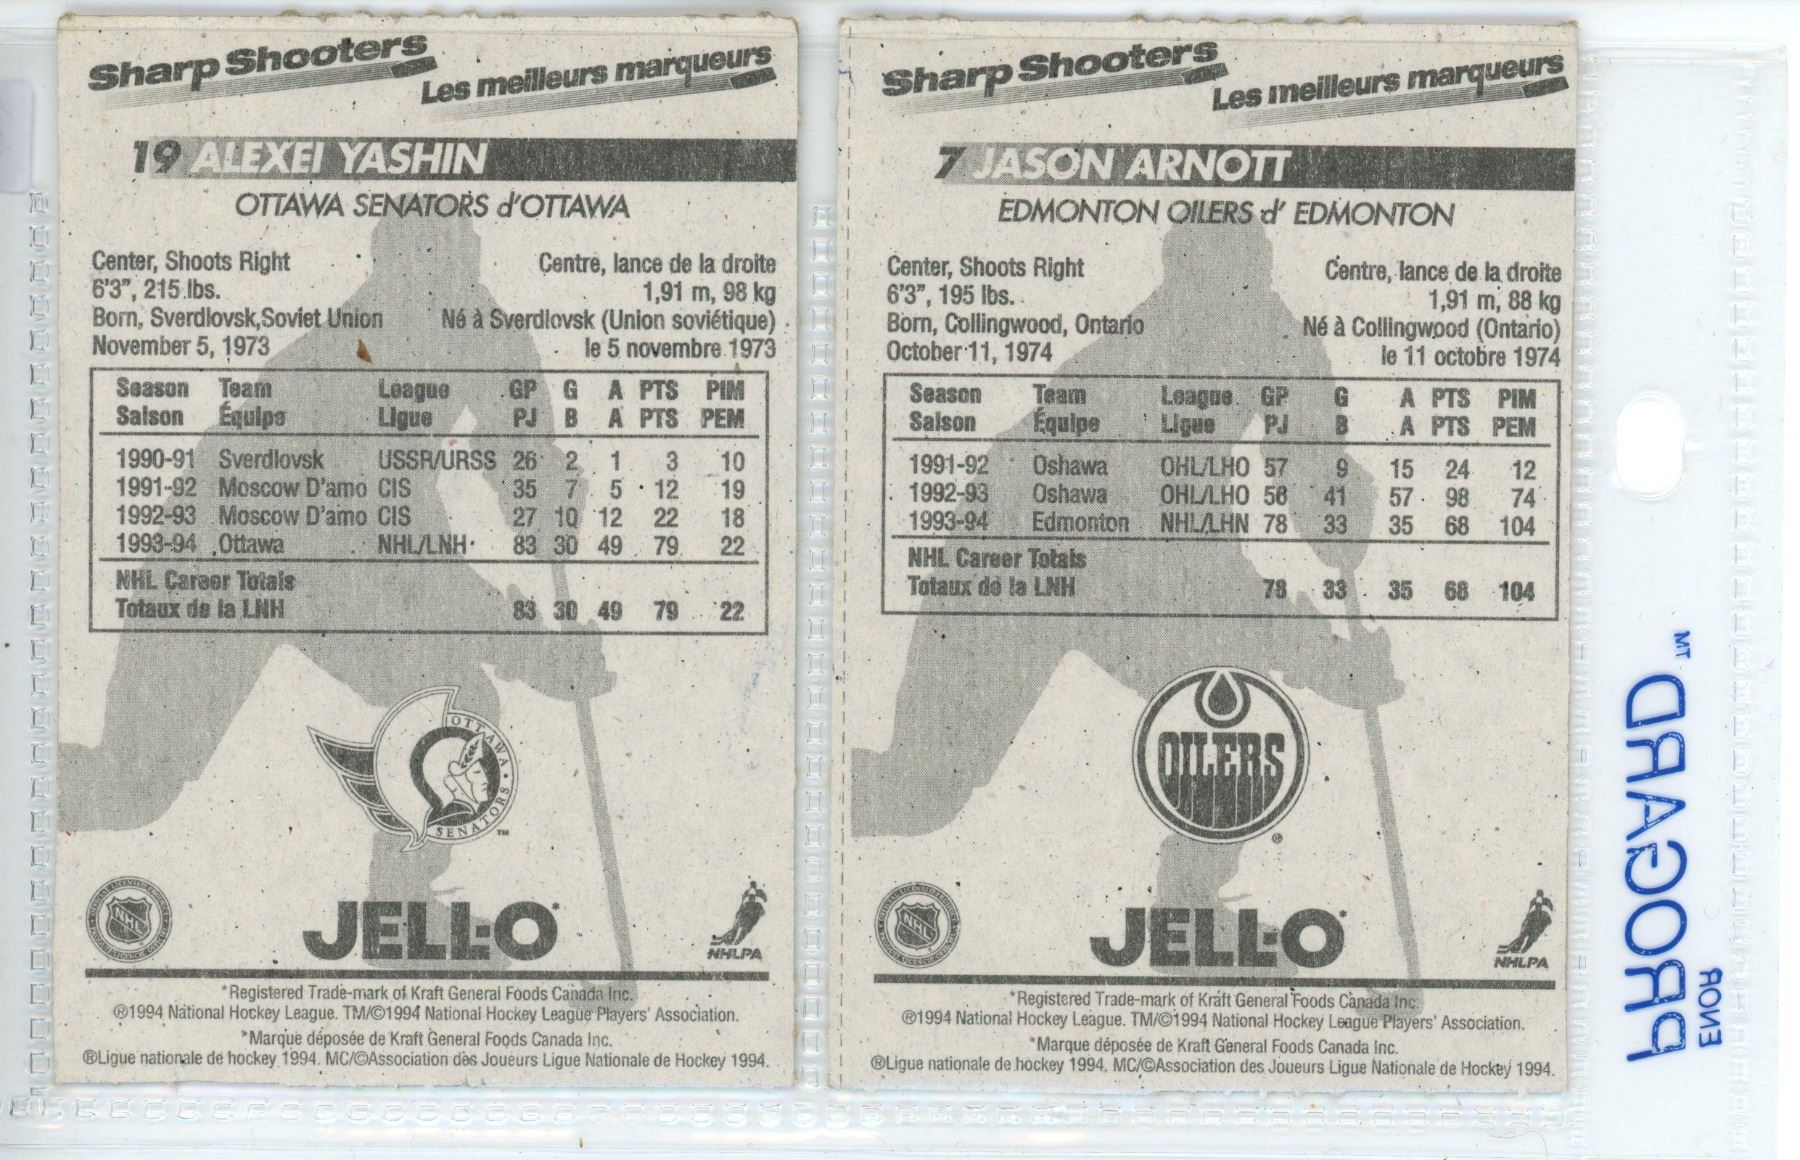 Sharp Shooters
Les meilleurs marqueurs
19 ALEXEI YASHIN
OTTAWA SENATORS d'OTTAWA
Center, Shoots Right Centre, lance de la droite
6'3", 215 lbs. 1,91 m, 98 kg
Born, Sverdlovsk,Soviet Union Né à Sverdlovsk (Union soviétique)
November 5, 1973 le 5 novembre 1973
Season Team League GP G A PTS PIM
Saison Équipe Ligue PJ B A PTS PEM
1990-91 Sverdlovsk USSR/URSS 26 2 1 3 10
1991-92 Moscow D'amo CIS 35 7 5 12 19
1992-93 Moscow D'amo CIS 27 10 12 22 18
1993-94 Ottawa NHL/LNH 83 30 49 79 22
NHL Career Totals
Totaux de la LNH 83 30 49 79 22
OTTAWA SENATORS TM
NHL
JELL-O*
NHLPA
*Registered Trade-mark of Kraft General Foods Canada Inc.
®1994 National Hockey League. TM/©1994 National Hockey League Players' Association.
*Marque déposée de Kraft General Foods Canada Inc.
®Ligue nationale de hockey 1994. MC/©Association des Joueurs Ligue Nationale de Hockey 1994.
Sharp Shooters
Les meilleurs marqueurs
7 JASON ARNOTT
EDMONTON OILERS d' EDMONTON
Center, Shoots Right Centre, lance de la droite
6'3", 195 lbs. 1,91 m, 88 kg
Born, Collingwood, Ontario Né à Collingwood (Ontario)
October 11, 1974 le 11 octobre 1974
Season Team League GP G A PTS PIM
Saison Équipe Ligue PJ B A PTS PEM
1991-92 Oshawa OHL/LHO 57 9 15 24 12
1992-93 Oshawa OHL/LHO 56 41 57 98 74
1993-94 Edmonton NHL/LHN 78 33 35 68 104
NHL Career Totals
Totaux de la LNH 78 33 35 68 104
OILERS
®
NHL
JELL-O*
NHLPA
*Registered Trade-mark of Kraft General Foods Canada Inc.
®1994 National Hockey League. TM/©1994 National Hockey League Players' Association.
*Marque déposée de Kraft General Foods Canada Inc.
®Ligue nationale de hockey 1994. MC/©Association des Joueurs Ligue Nationale de Hockey 1994.
PROGARD TM
ENOR